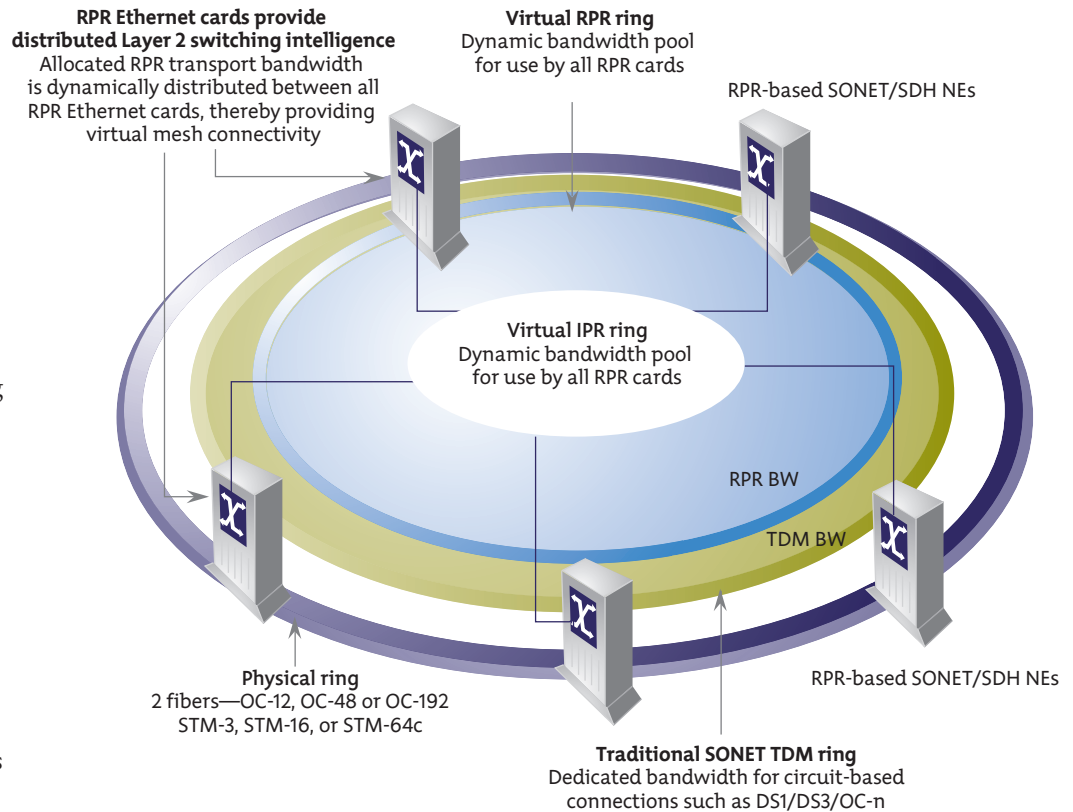 RPR Ethernet cards provide
distributed Layer 2 switching intelligence
Allocated RPR transport bandwidth
is dynamically distributed between all
RPR Ethernet cards, thereby providing
virtual mesh connectivity
Virtual RPR ring
Dynamic bandwidth pool
for use by all RPR cards
RPR-based SONET/SDH NEs
Virtual IPR ring
Dynamic bandwidth pool
for use by all RPR cards
g
RPR BW
TDM BW
Physical ring
2 fibers—OC-12, OC-48 or OC-192
STM-3, STM-16, or STM-64c
RPR-based SONET/SDH NEs
s
Traditional SONET TDM ring
Dedicated bandwidth for circuit-based
connections such as DS1/DS3/OC-n